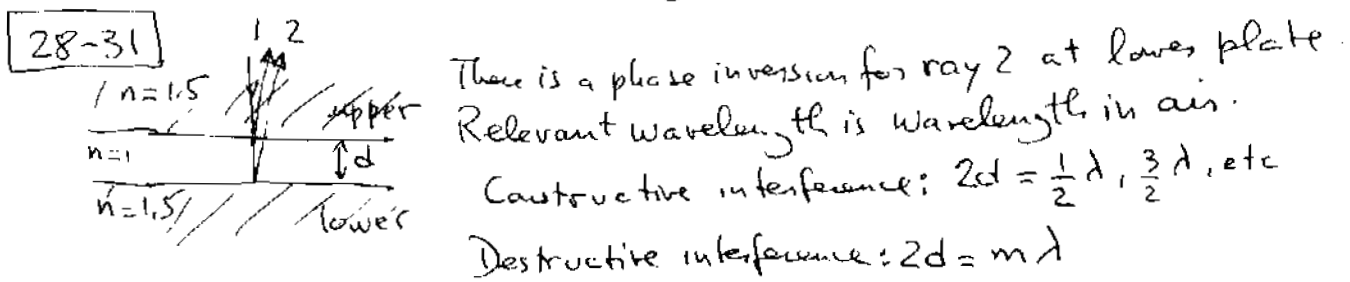 28-31
1 2
n=1.5 upper
n=1 d
n=1.5 lower
There is a phase inversion for ray 2 at lower plate.
Relevant wavelength is wavelength in air.
Constructive interference: 2d = 1/2 λ, 3/2 λ, etc
Destructive interference: 2d = m λ